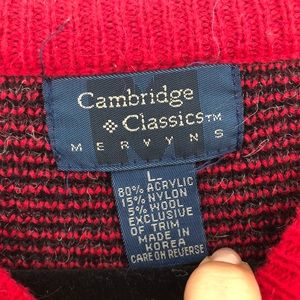 Cambridge
Classics™
MERVYNS
L
80% ACRYLIC
15% NYLON
5% WOOL
EXCLUSIVE
OF TRIM
MADE IN
KOREA
CARE ON REVERSE